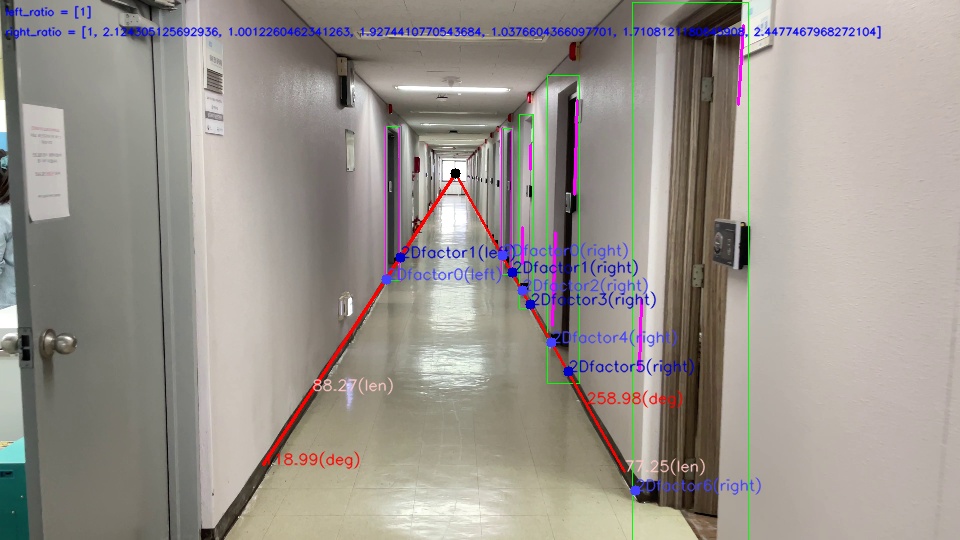 left_ratio = [1]
right_ratio = [1, 2.124305125692936, 1.0012260462341263, 1.9274410770543684, 1.0376604366097701, 1.7108121180845908, 2.4477467968272104]
2Dfactor1(left)
2Dfactor0(right)
2Dfactor0(left)
2Dfactor1(right)
2Dfactor2(right)
2Dfactor3(right)
2Dfactor4(right)
2Dfactor5(right)
88.27(len)
258.98(deg)
18.99(deg)
77.25(len)
2Dfactor6(right)